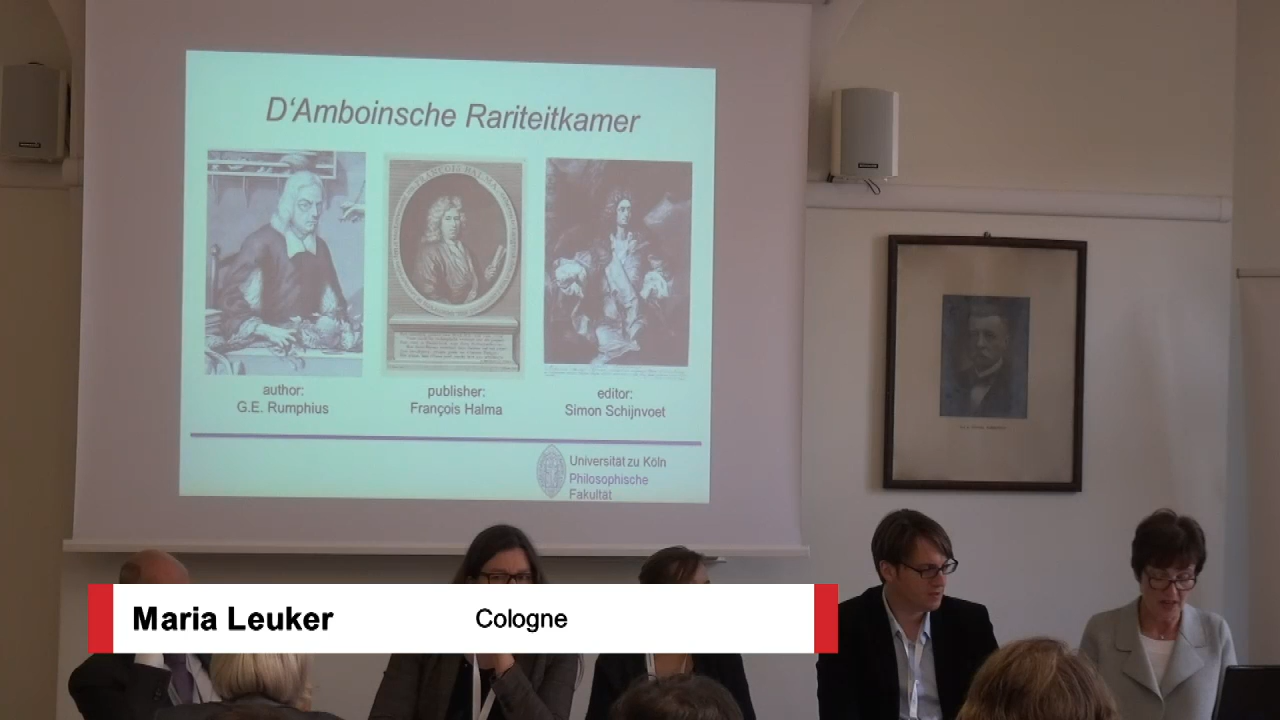 D'Amboinsche Rariteitkamer
author:
G.E. Rumphius
publisher:
François Halma
editor:
Simon Schijnvoet
Universität zu Köln
Philosophische
Fakultät
Maria Leuker
Cologne